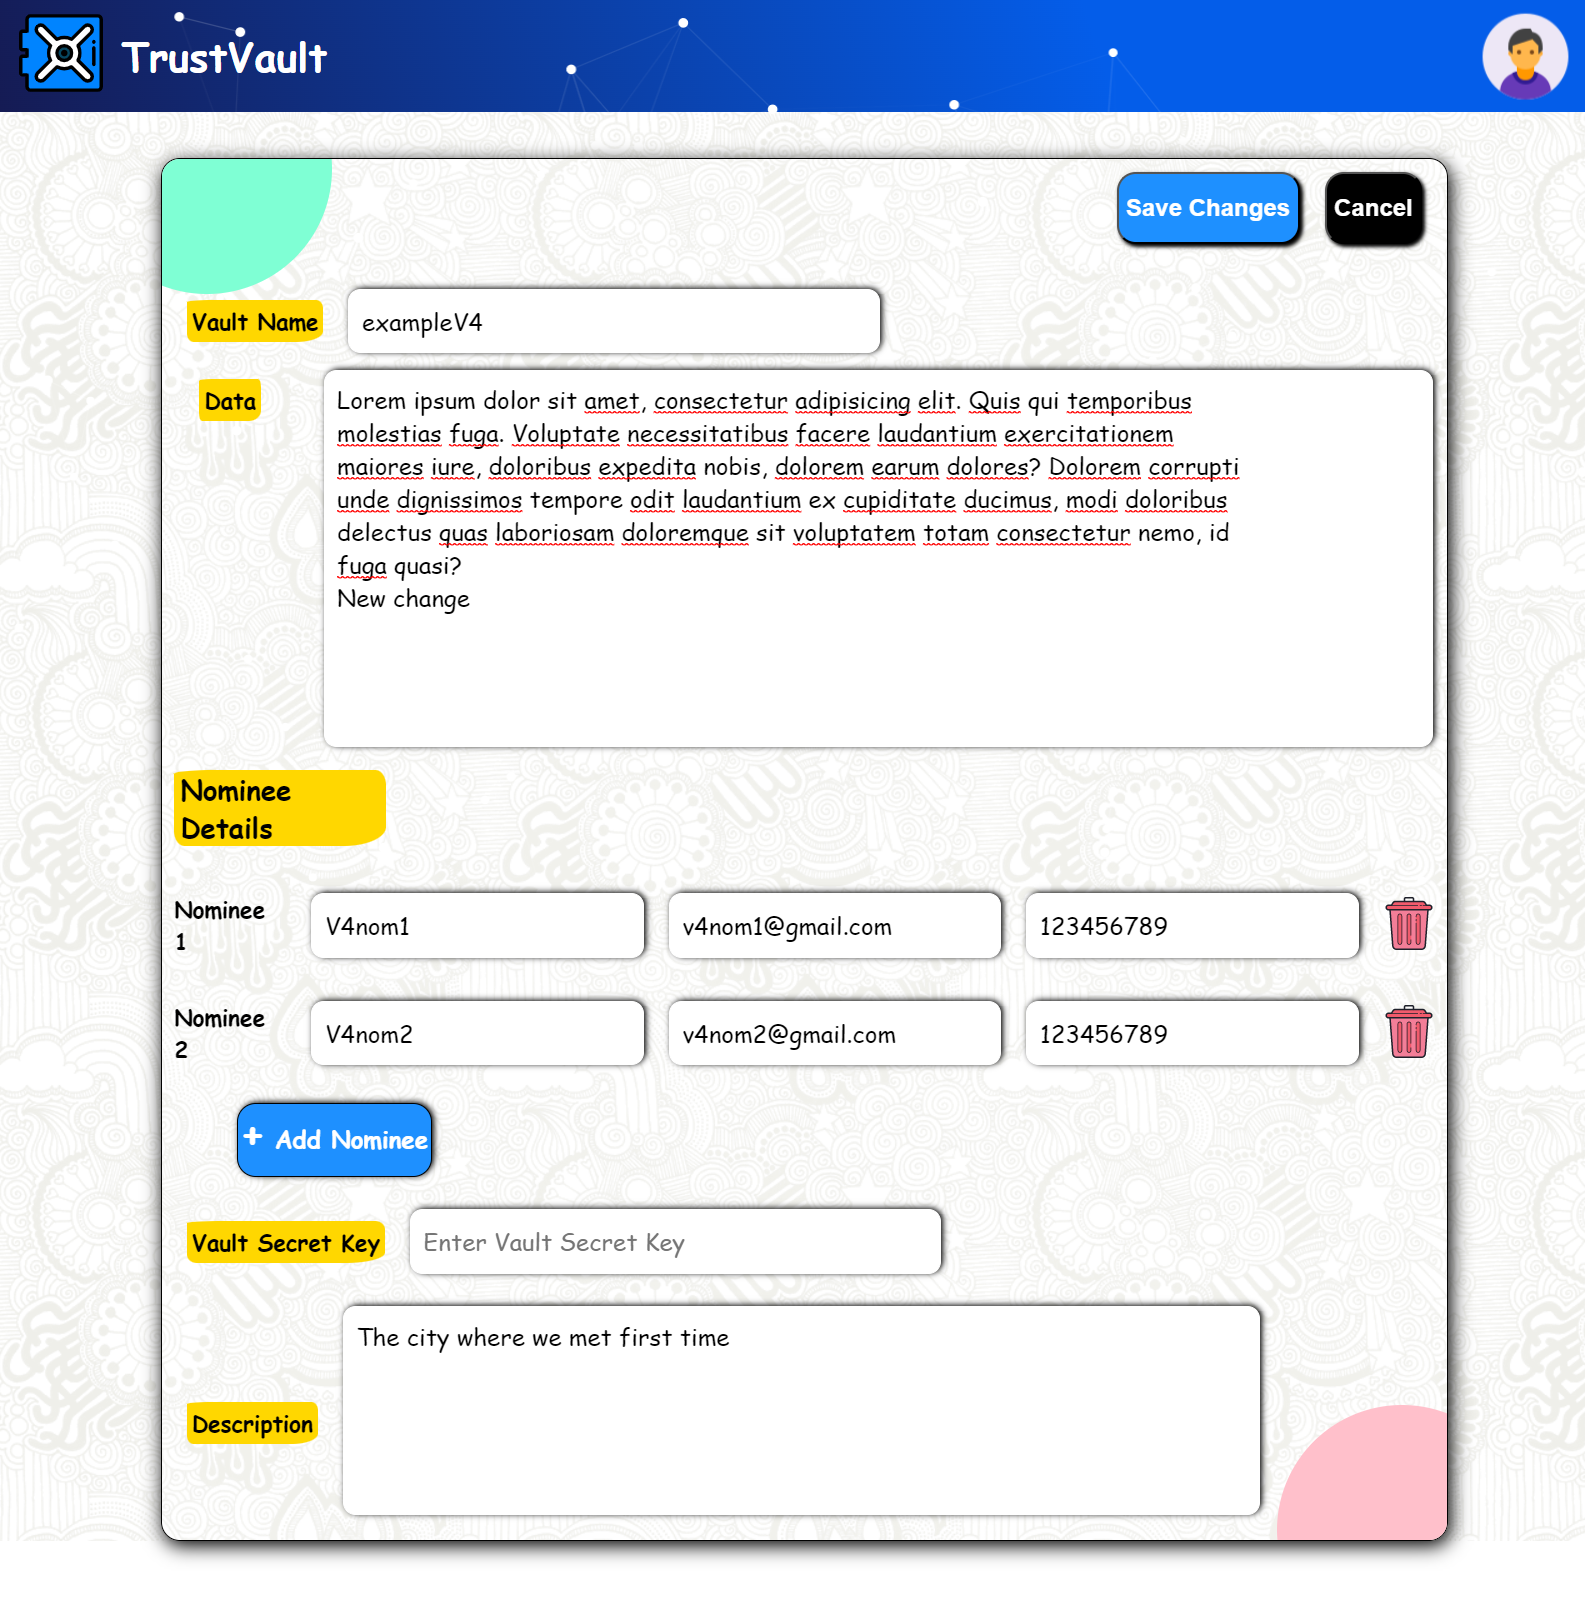 TrustVault
Save Changes
Cancel
Vault Name
exampleV4
Data
Lorem ipsum dolor sit amet, consectetur adipisicing elit. Quis qui temporibus
molestias fuga. Voluptate necessitatibus facere laudantium exercitationem
maiores iure, doloribus expedita nobis, dolorem earum dolores? Dolorem corrupti
unde dignissimos tempore odit laudantium ex cupiditate ducimus, modi doloribus
delectus quas laboriosam doloremque sit voluptatem totam consectetur nemo, id
fuga quasi?
New change
Nominee
Details
Nominee
1
V4nom1
v4nom1@gmail.com
123456789
Nominee
2
V4nom2
v4nom2@gmail.com
123456789
+ Add Nominee
Vault Secret Key
Enter Vault Secret Key
The city where we met first time
Description